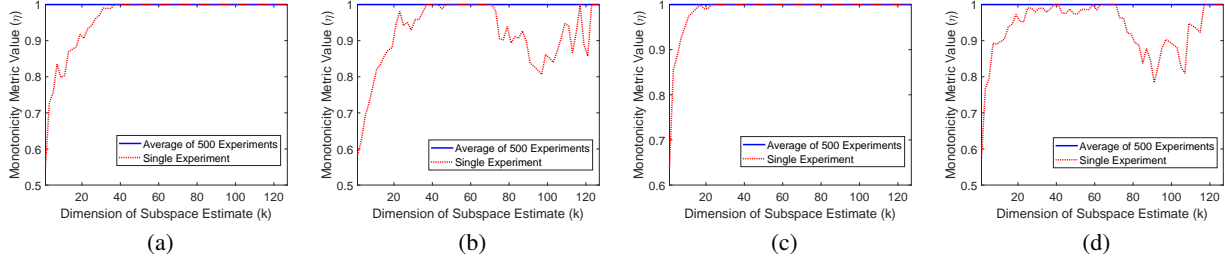 Monotonicity Metric Value (η)
1
0.9
0.8
0.7
0.6
0.5
Average of 500 Experiments
Single Experiment
20 40 60 80 100 120
Dimension of Subspace Estimate (k)
(a)
Monotonicity Metric Value (η)
1
0.9
0.8
0.7
0.6
0.5
Average of 500 Experiments
Single Experiment
20 40 60 80 100 120
Dimension of Subspace Estimate (k)
(b)
Monotonicity Metric Value (η)
1
0.9
0.8
0.7
0.6
Average of 500 Experiments
Single Experiment
20 40 60 80 100 120
Dimension of Subspace Estimate (k)
(c)
Monotonicity Metric Value (η)
1
0.9
0.8
0.7
0.6
0.5
Average of 500 Experiments
Single Experiment
20 40 60 80 100 120
Dimension of Subspace Estimate (k)
(d)